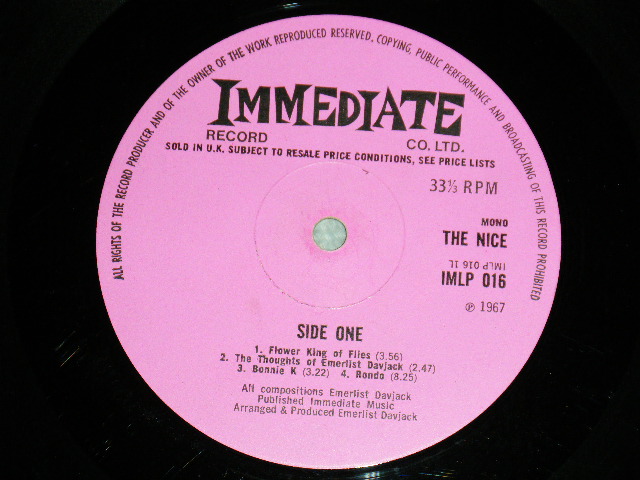 ALL RIGHTS OF THE RECORD PRODUCER AND OF THE OWNER OF THE WORK REPRODUCED RESERVED. COPYING, PUBLIC PERFORMANCE AND BROADCASTING OF THIS RECORD PROHIBITED
IMMEDIATE
RECORD CO. LTD.
SOLD IN U.K. SUBJECT TO RESALE PRICE CONDITIONS, SEE PRICE LISTS
33⅓ RPM
MONO
THE NICE
IMLP 016 1L
IMLP 016
℗ 1967
SIDE ONE
1. Flower King of Flies (3.56)
2. The Thoughts of Emerlist Davjack (2.47)
3. Bonnie K (3.22) 4. Rondo (8.25)
All compositions Emerlist Davjack
Published Immediate Music
Arranged & Produced Emerlist Davjack